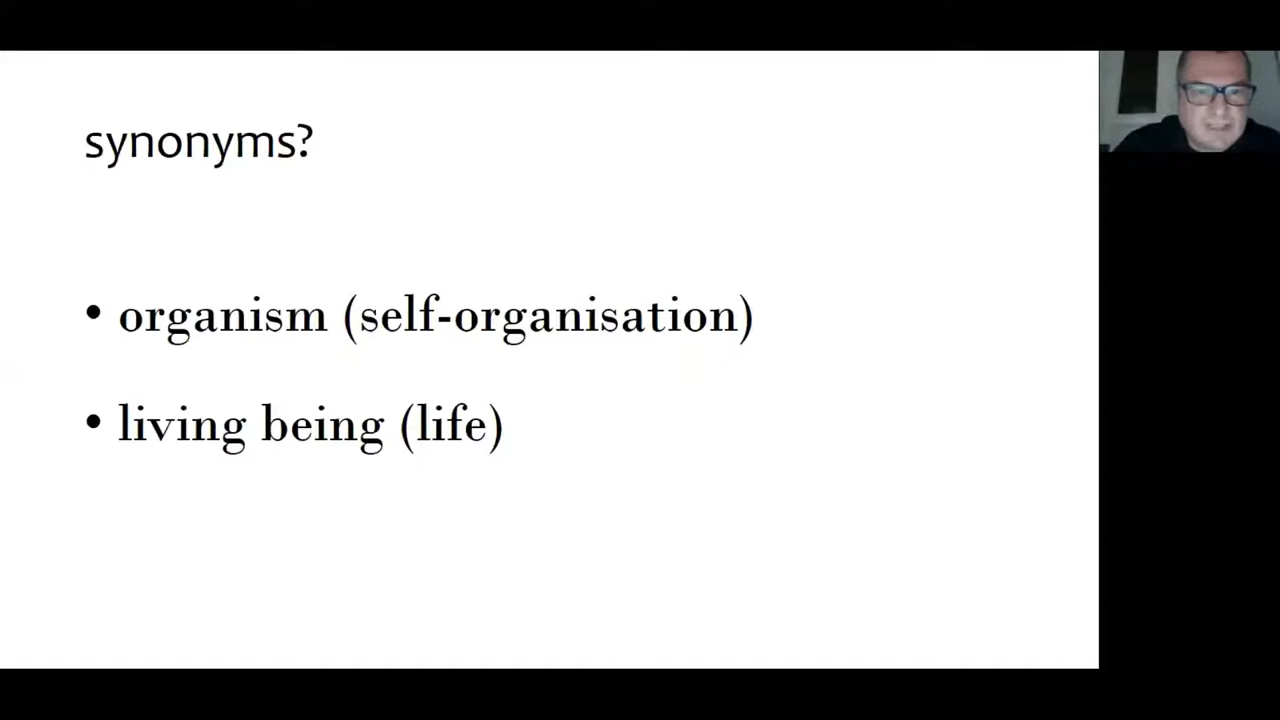 synonyms?
• organism (self-organisation)
• living being (life)